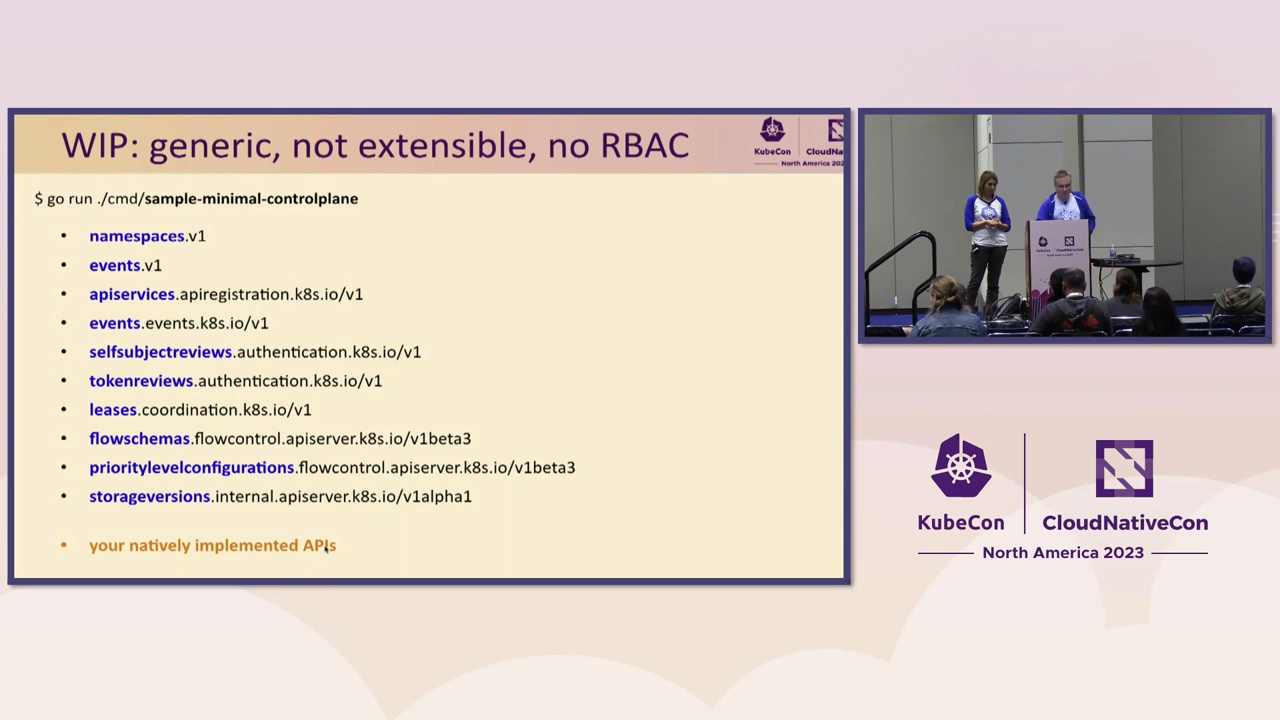 WIP: generic, not extensible, no RBAC
KubeCon
CloudNa
North America 202
$ go run ./cmd/sample-minimal-controlplane
• namespaces.v1
• events.v1
• apiservices.apiregistration.k8s.io/v1
• events.events.k8s.io/v1
• selfsubjectreviews.authentication.k8s.io/v1
• tokenreviews.authentication.k8s.io/v1
• leases.coordination.k8s.io/v1
• flowschemas.flowcontrol.apiserver.k8s.io/v1beta3
• prioritylevelconfigurations.flowcontrol.apiserver.k8s.io/v1beta3
• storageversions.internal.apiserver.k8s.io/v1alpha1
• your natively implemented APIs
KubeCon
CloudNativeCon
North America 2023